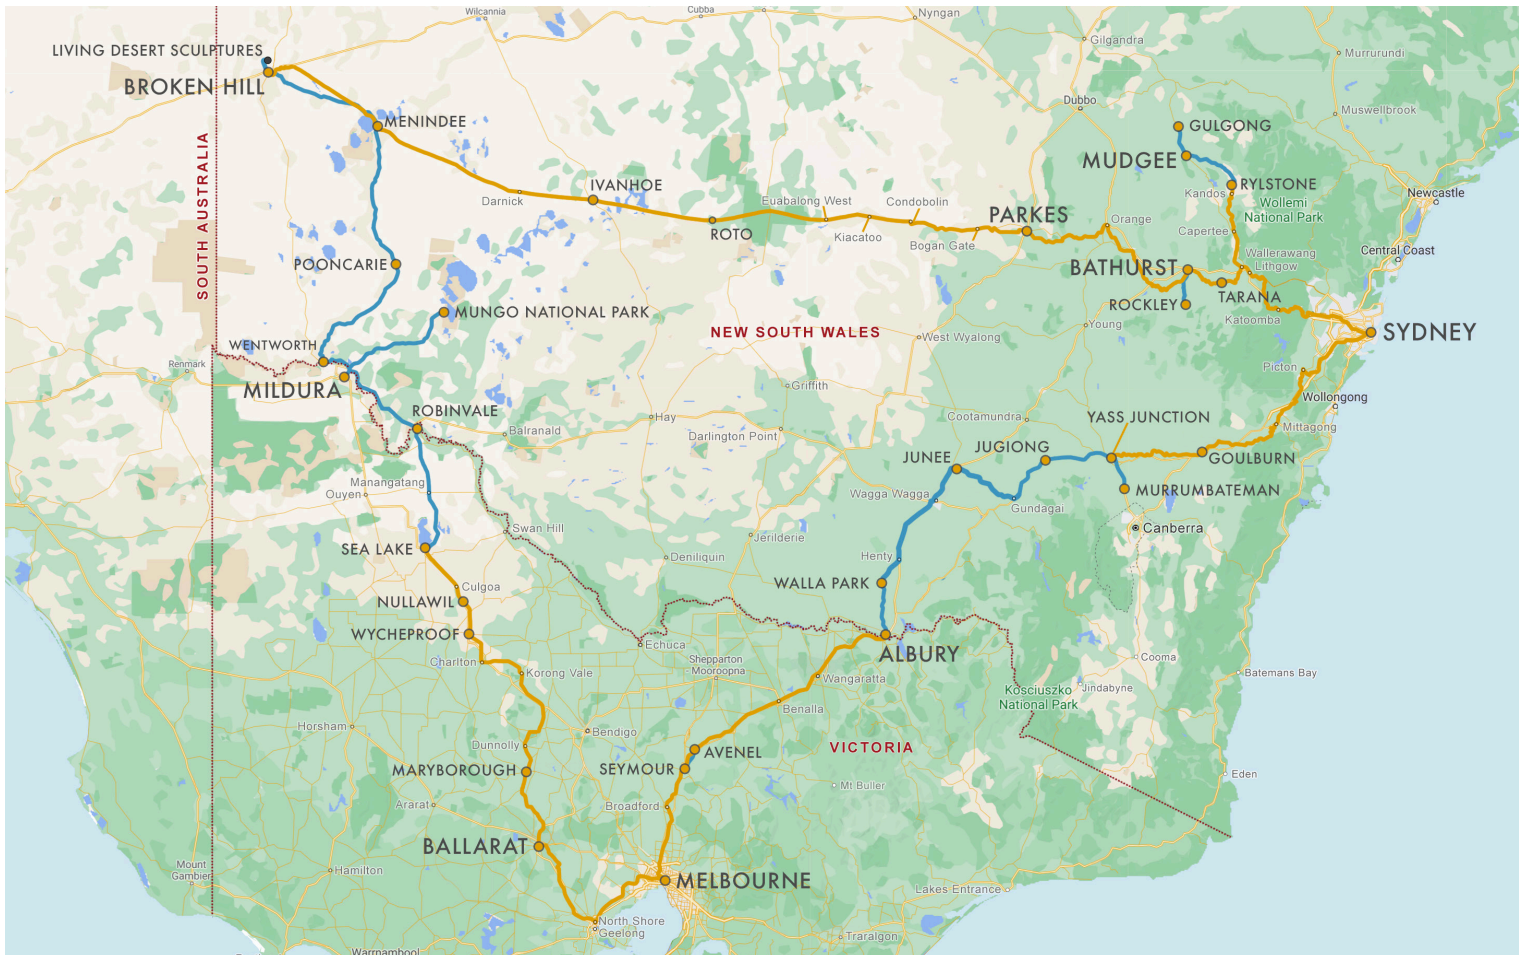 Wilcannia
Cubba
Nyngan
Gilgandra
LIVING DESERT SCULPTURES
Murrurundi
BROKEN HILL
Dubbo
Muswellbrook
MENINDEE
GULGONG
SOUTH AUSTRALIA
MUDGEE
IVANHOE
RYLSTONE
Kandos
Newcastle
Darnick
Euabalong West
Condobolin
Wollemi
National Park
PARKES
Orange
ROTO
Kiacatoo
Bogan Gate
Capertee
Central Coast
Wallerawang
Lithgow
POONCARIE
BATHURST
TARANA
ROCKLEY
MUNGO NATIONAL PARK
Katoomba
Young
NEW SOUTH WALES
SYDNEY
West Wyalong
WENTWORTH
Renmark
Picton
MILDURA
Griffith
Wollongong
ROBINVALE
Hay
Cootamundra
YASS JUNCTION
Balranald
Darlington Point
Mittagong
JUGIONG
JUNEE
GOULBURN
Manangatang
Ouyen
Wagga Wagga
MURRUMBATEMAN
Gundagai
Swan Hill
Canberra
Jerilderie
SEA LAKE
Deniliquin
Henty
WALLA PARK
Culgoa
NULLAWIL
WYCHEPROOF
Echuca
ALBURY
Charlton
Shepparton
Mooroopna
Cooma
Korong Vale
Wangaratta
Batemans Bay
Kosciuszko
National Park
Jindabyne
Benalla
Horsham
Bendigo
Dunnolly
VICTORIA
AVENEL
MARYBOROUGH
SEYMOUR
Eden
Mt Buller
Ararat
Broadford
BALLARAT
Mount
Gambier
Hamilton
MELBOURNE
Lakes Entrance
North Shore
Geelong
Traralgon
Warrnambool